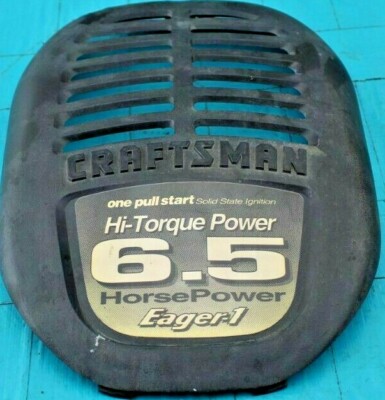 CRAFTSMAN
one pull start Solid State Ignition
Hi-Torque Power
6.5
HorsePower
Eager-1